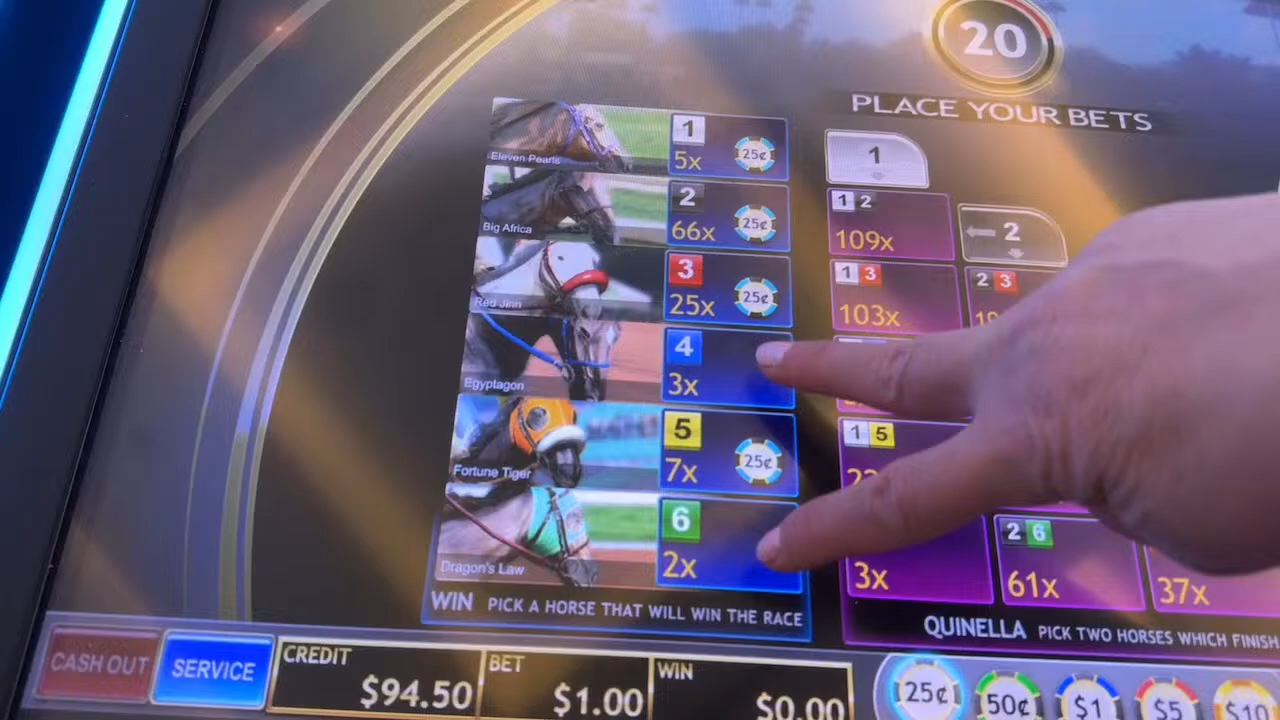 20
PLACE YOUR BETS
1
Eleven Pearls
1
5x
25¢
Big Africa
2
66x
25¢
Red Jinn
3
25x
25¢
Egyptagon
4
3x
Fortune Tiger
5
7x
25¢
Dragon's Law
6
2x
WIN PICK A HORSE THAT WILL WIN THE RACE
1 2
109x
2
1 3
103x
2 3
1 5
3x
2 6
61x
37x
QUINELLA PICK TWO HORSES WHICH FINISH
CASH OUT
SERVICE
CREDIT
$94.50
BET
$1.00
WIN
$0.00
25¢
50¢
$1
$5
$10